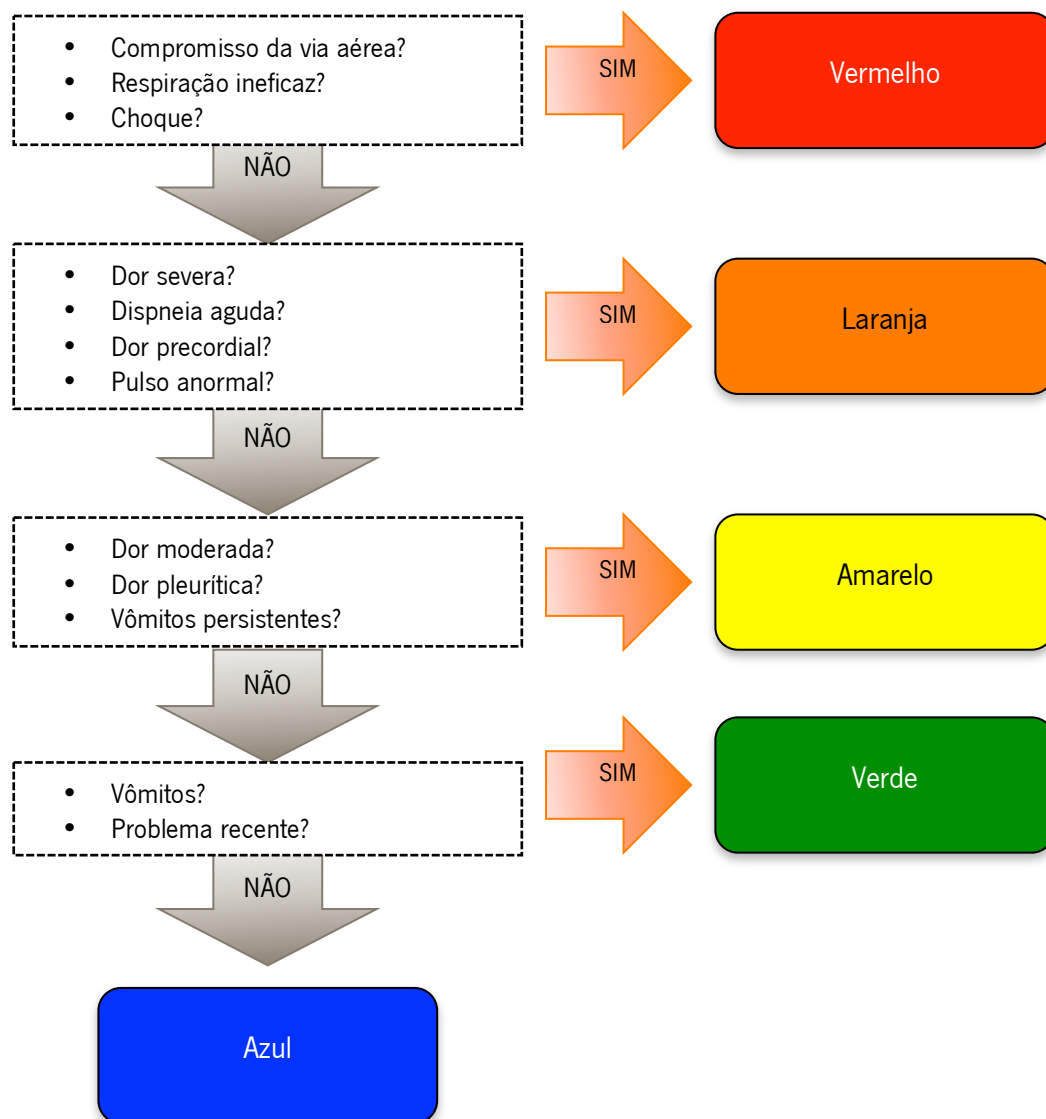 • Compromisso da via aérea?
• Respiração ineficaz?
• Choque?
SIM
Vermelho
NÃO
• Dor severa?
• Dispneia aguda?
• Dor precordial?
• Pulso anormal?
SIM
Laranja
NÃO
• Dor moderada?
• Dor pleurítica?
• Vômitos persistentes?
SIM
Amarelo
NÃO
• Vômitos?
• Problema recente?
SIM
Verde
NÃO
Azul